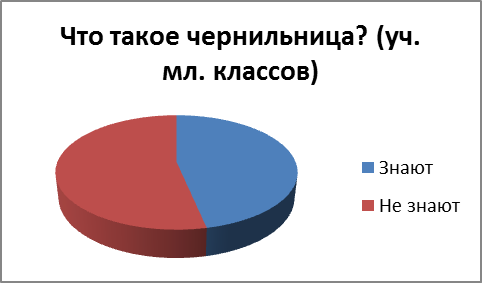 Что такое чернильница? (уч.
мл. классов)
Знают
Не знают